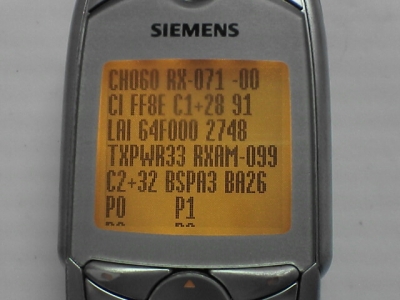 SIEMENS
CH060 RX-071 -00
CI FF8E C1+28 91
LAI 64F000 2748
TXPWR33 RXAM-099
C2+32 BSPA3 BA26
P0 P1